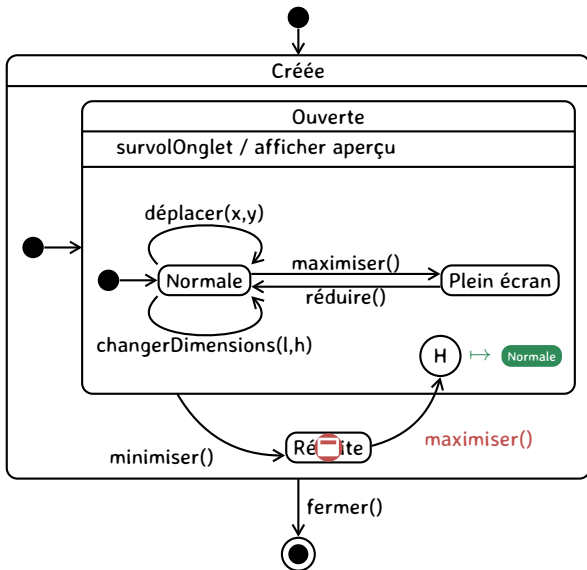 Créée
Ouverte
survolOnglet / afficher aperçu
déplacer(x,y)
maximiser()
Normale
Plein écran
réduire()
changerDimensions(l,h)
H ↦ Normale
maximiser()
minimiser()
fermer()